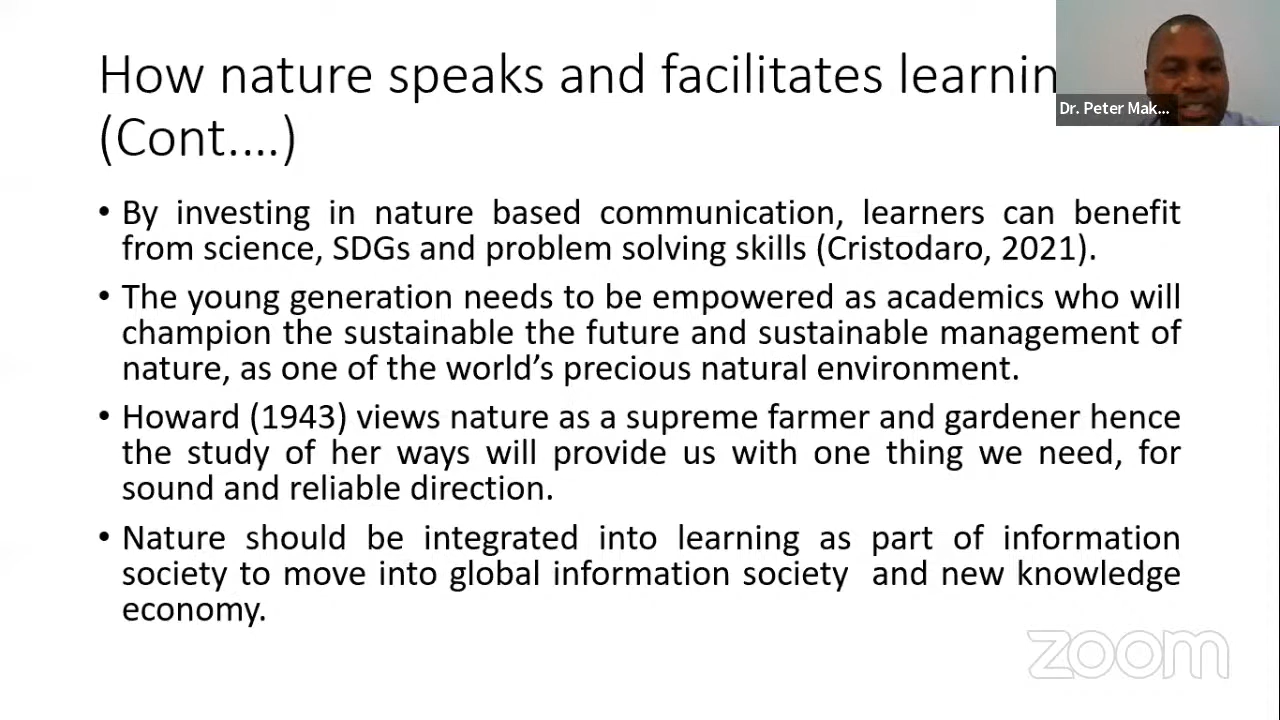 How nature speaks and facilitates learnin
(Cont....)
Dr. Peter Mak...
• By investing in nature based communication, learners can benefit
from science, SDGs and problem solving skills (Cristodaro, 2021).
• The young generation needs to be empowered as academics who will
champion the sustainable the future and sustainable management of
nature, as one of the world’s precious natural environment.
• Howard (1943) views nature as a supreme farmer and gardener hence
the study of her ways will provide us with one thing we need, for
sound and reliable direction.
• Nature should be integrated into learning as part of information
society to move into global information society and new knowledge
economy.
zoom